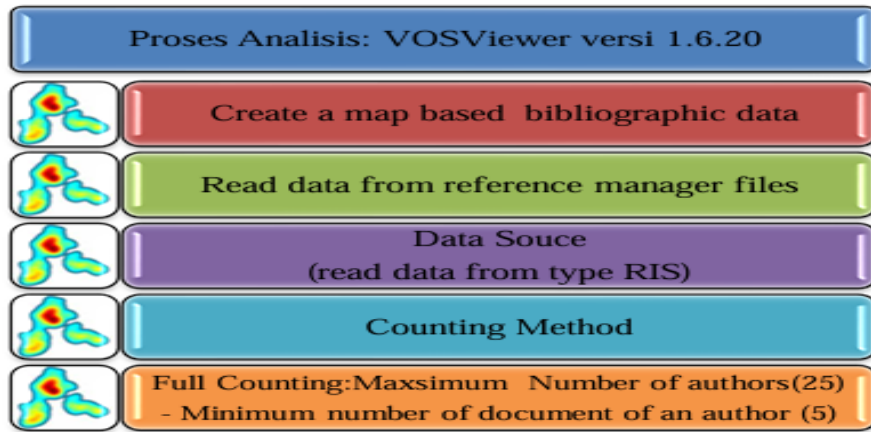 Proses Analisis: VOSViewer versi 1.6.20
Create a map based bibliographic data
Read data from reference manager files
Data Souce
(read data from type RIS)
Counting Method
Full Counting:Maxsimum Number of authors(25)
- Minimum number of document of an author (5)